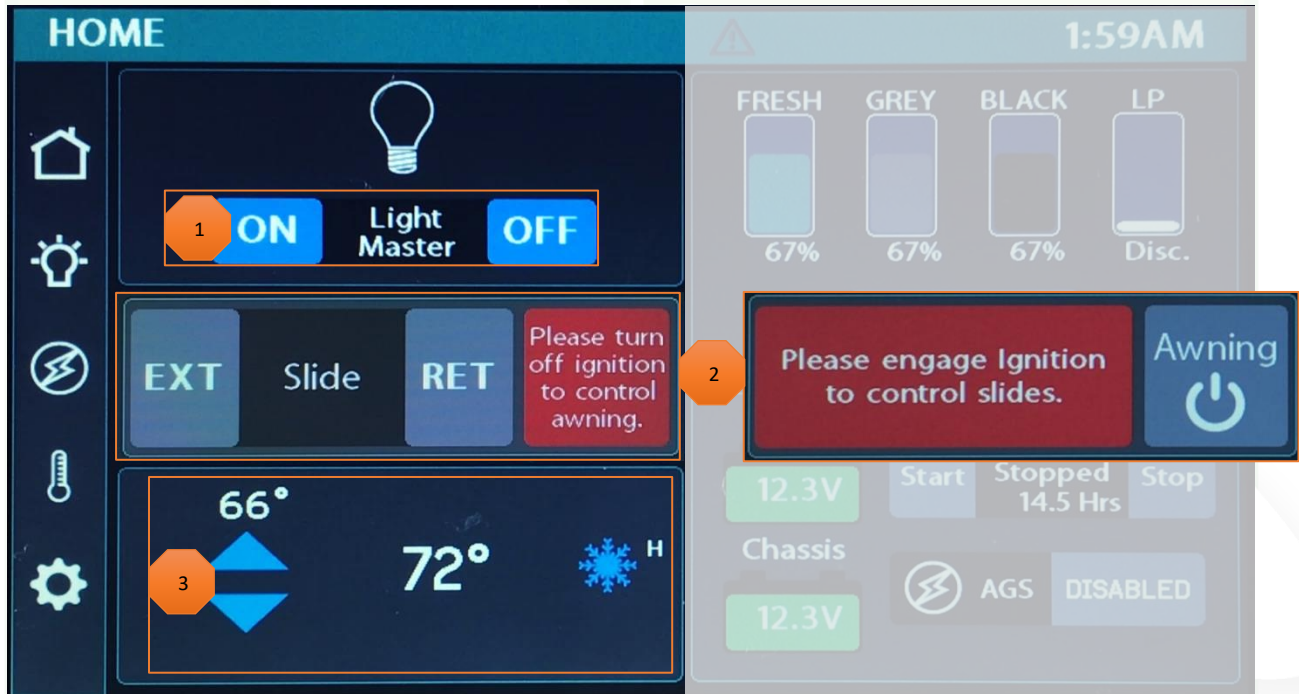 HOME
1:59AM
1
ON
Light
Master
OFF
FRESH
GREY
BLACK
LP
67%
67%
67%
Disc.
EXT
Slide
RET
Please turn
off ignition
to control
awning.
2
Please engage Ignition
to control slides.
Awning
3
66°
72°
H
12.3V
Start
Stopped
14.5 Hrs
Stop
Chassis
12.3V
AGS
DISABLED